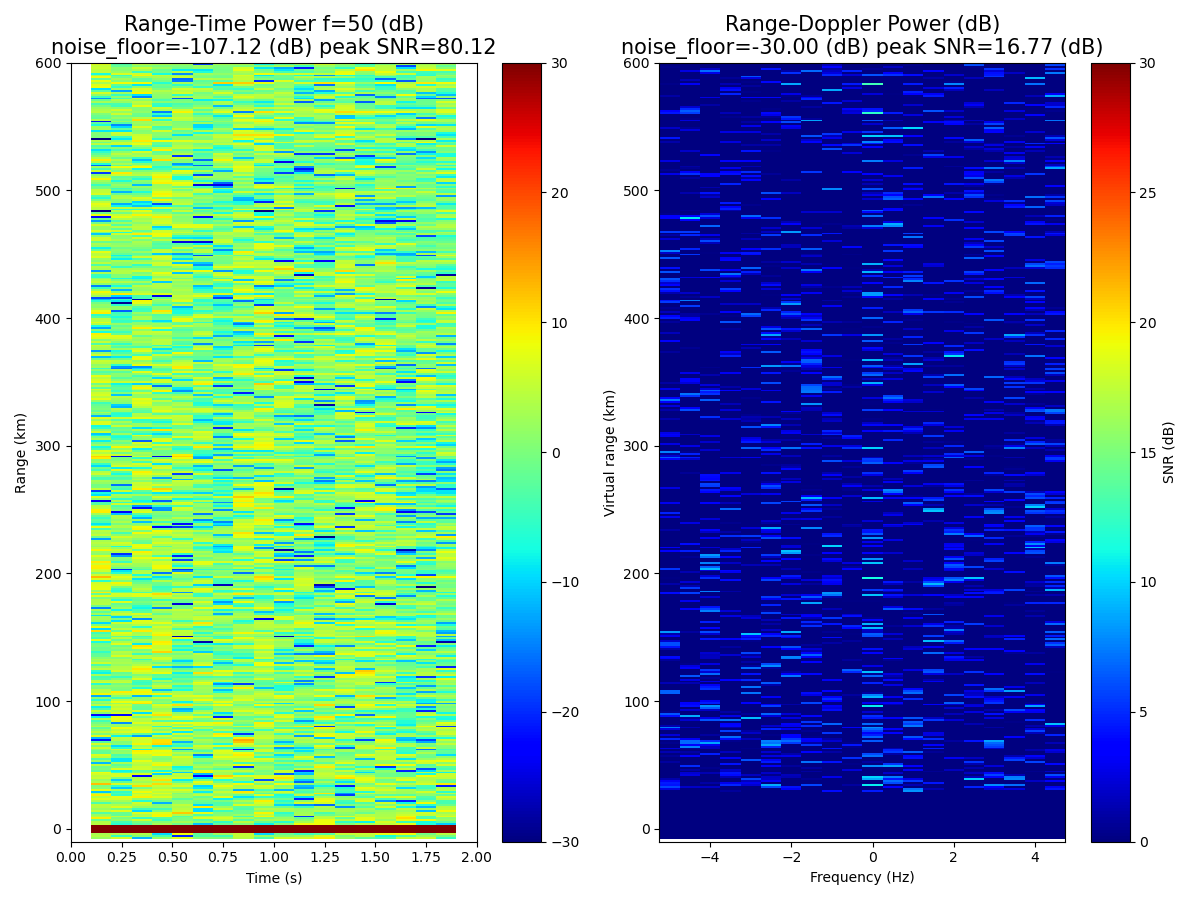 Range-Time Power f=50 (dB)
noise_floor=-107.12 (dB) peak SNR=80.12
Range-Doppler Power (dB)
noise_floor=-30.00 (dB) peak SNR=16.77 (dB)
600
500
400
300
200
100
0
Range (km)
0.00 0.25 0.50 0.75 1.00 1.25 1.50 1.75 2.00
Time (s)
30
20
10
0
−10
−20
−30
600
500
400
300
200
100
0
Virtual range (km)
−4 −2 0 2 4
Frequency (Hz)
30
25
20
15
10
5
0
SNR (dB)